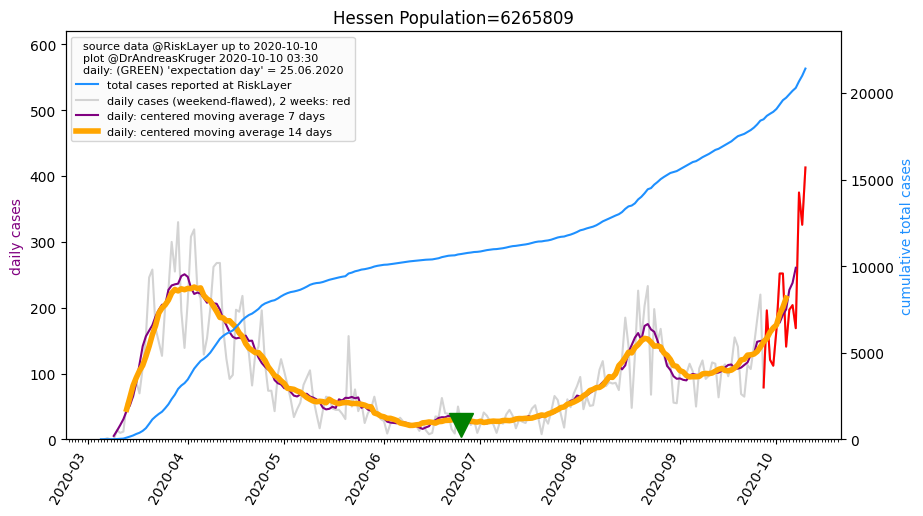 Hessen Population=6265809
source data @RiskLayer up to 2020-10-10
plot @DrAndreasKruger 2020-10-10 03:30
daily: (GREEN) 'expectation day' = 25.06.2020
total cases reported at RiskLayer
daily cases (weekend-flawed), 2 weeks: red
daily: centered moving average 7 days
daily: centered moving average 14 days
daily cases
600
500
400
300
200
100
0
cumulative total cases
20000
15000
10000
5000
0
2020-03
2020-04
2020-05
2020-06
2020-07
2020-08
2020-09
2020-10